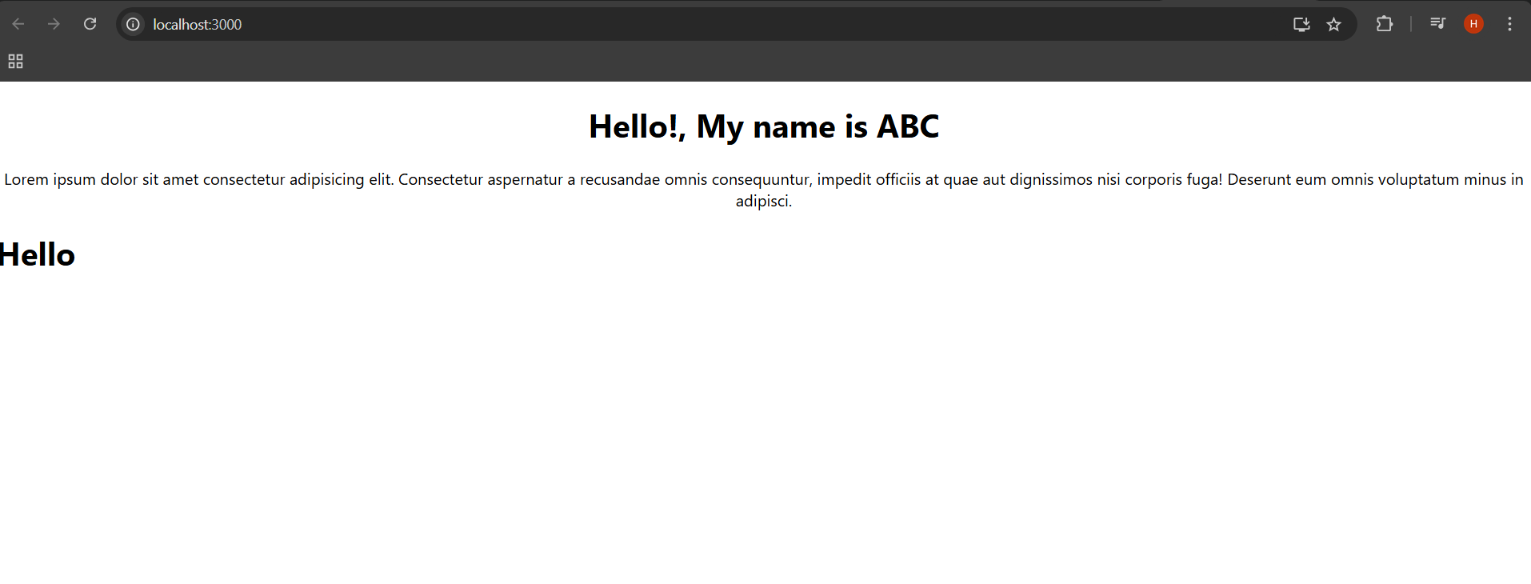 localhost:3000
H
Hello!, My name is ABC
Lorem ipsum dolor sit amet consectetur adipisicing elit. Consectetur aspernatur a recusandae omnis consequuntur, impedit officiis at quae aut dignissimos nisi corporis fuga! Deserunt eum omnis voluptatum minus in
adipisci.
Hello